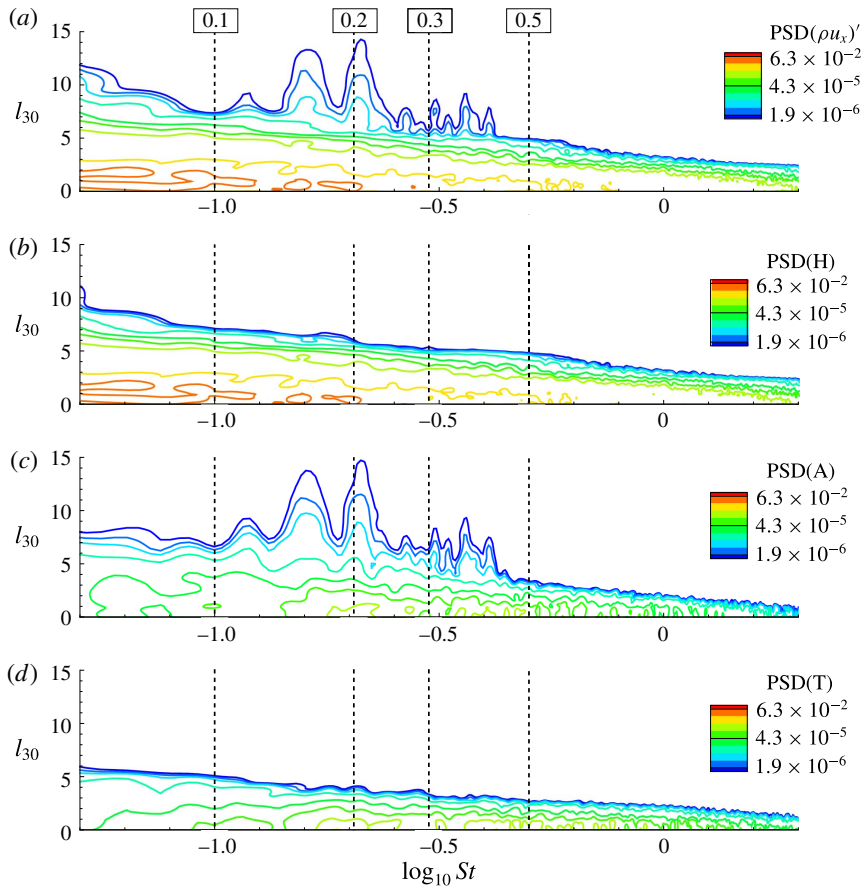 (a) 0.1 0.2 0.3 0.5
PSD(ρuₓ)′
6.3 × 10⁻²
4.3 × 10⁻⁵
1.9 × 10⁻⁶
15
10
l₃₀
5
0
−1.0 −0.5 0
(b) 15
PSD(H)
6.3 × 10⁻²
4.3 × 10⁻⁵
1.9 × 10⁻⁶
10
l₃₀
5
0
−1.0 −0.5 0
(c) 15
PSD(A)
6.3 × 10⁻²
4.3 × 10⁻⁵
1.9 × 10⁻⁶
10
l₃₀
5
0
−1.0 −0.5 0
(d) 15
PSD(T)
6.3 × 10⁻²
4.3 × 10⁻⁵
1.9 × 10⁻⁶
10
l₃₀
5
0
−1.0 −0.5 0
log₁₀ St